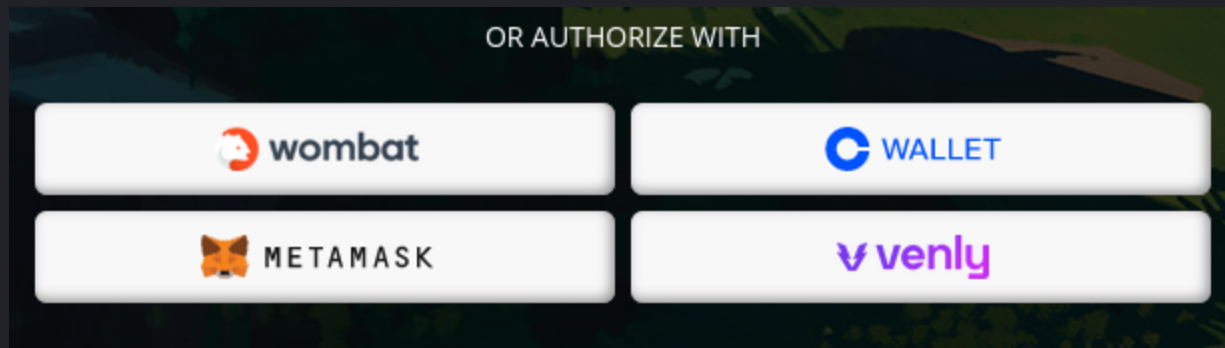 OR AUTHORIZE WITH
wombat
WALLET
METAMASK
venly